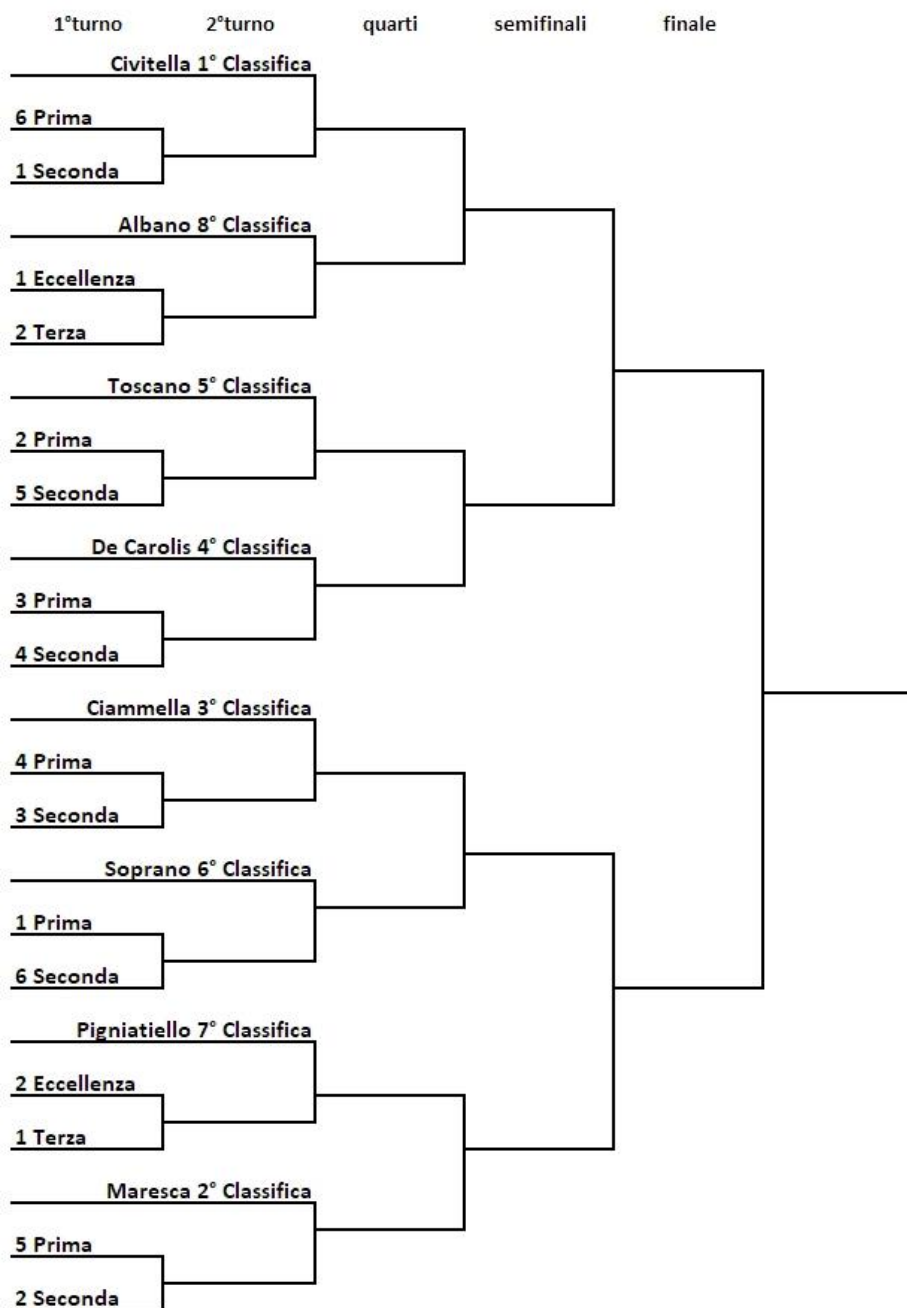 1°turno 2°turno quarti semifinali finale
Civitella 1° Classifica
6 Prima
1 Seconda
Albano 8° Classifica
1 Eccellenza
2 Terza
Toscano 5° Classifica
2 Prima
5 Seconda
De Carolis 4° Classifica
3 Prima
4 Seconda
Ciammella 3° Classifica
4 Prima
3 Seconda
Soprano 6° Classifica
1 Prima
6 Seconda
Pigniatiello 7° Classifica
2 Eccellenza
1 Terza
Maresca 2° Classifica
5 Prima
2 Seconda